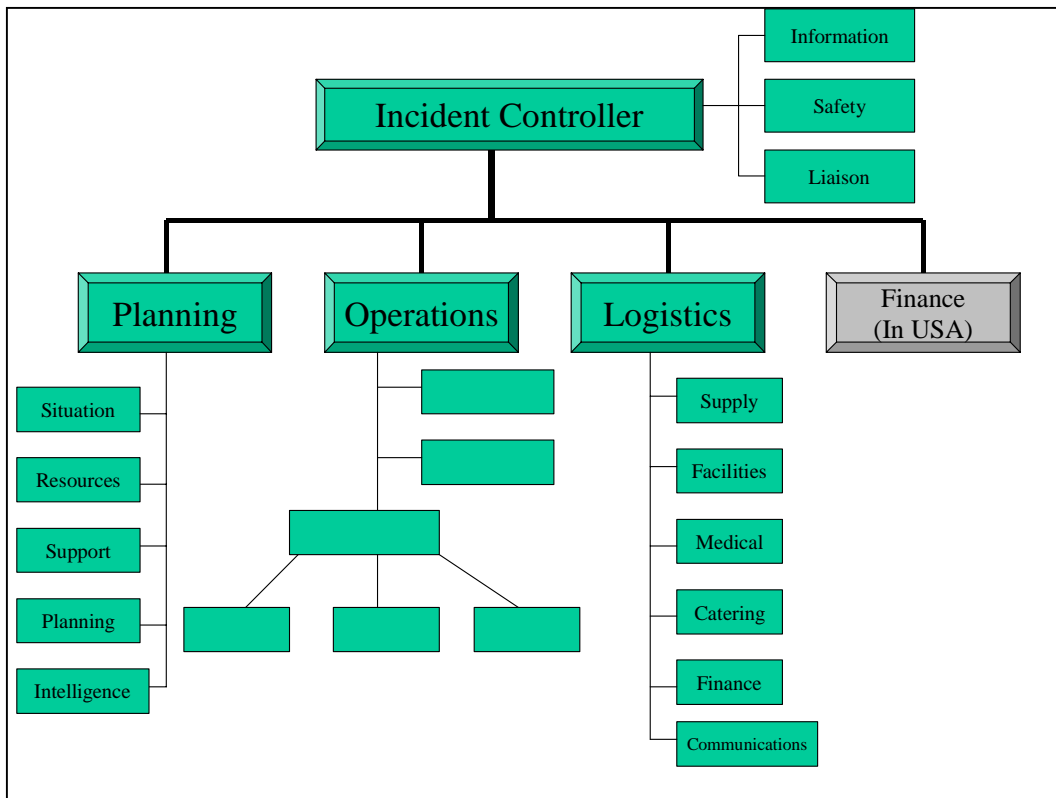 Information
Incident Controller
Safety
Liaison
Planning
Operations
Logistics
Finance
(In USA)
Situation
Resources
Support
Planning
Intelligence
Supply
Facilities
Medical
Catering
Finance
Communications